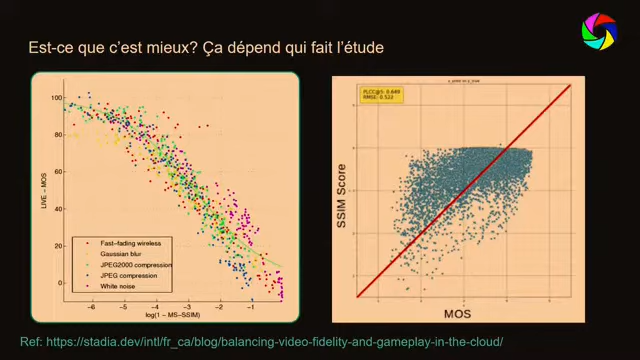 Est-ce que c'est mieux? Ça dépend qui fait l'étude
100
80
60
40
20
0
LIVE - MOS
Fast-fading wireless
Gaussian blur
JPEG2000 compression
JPEG compression
White noise
-6 -5 -4 -3 -2 -1
log(1 - MS-SSIM)
PLCC@S: 0.649
RMSE: 0.522
SSIM Score
MOS
Ref: https://stadia.dev/intl/fr_ca/blog/balancing-video-fidelity-and-gameplay-in-the-cloud/